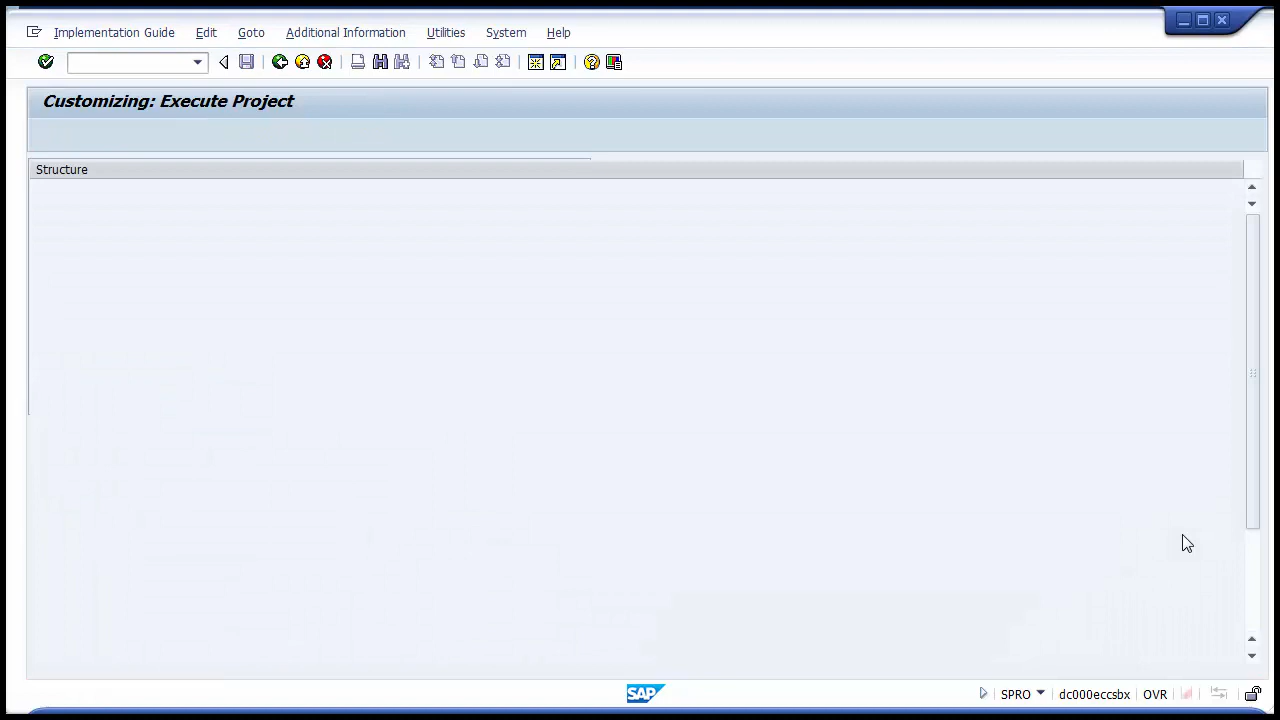 Implementation Guide Edit Goto Additional Information Utilities System Help
Customizing: Execute Project
Structure
SAP SPRO dc000eccsbx OVR